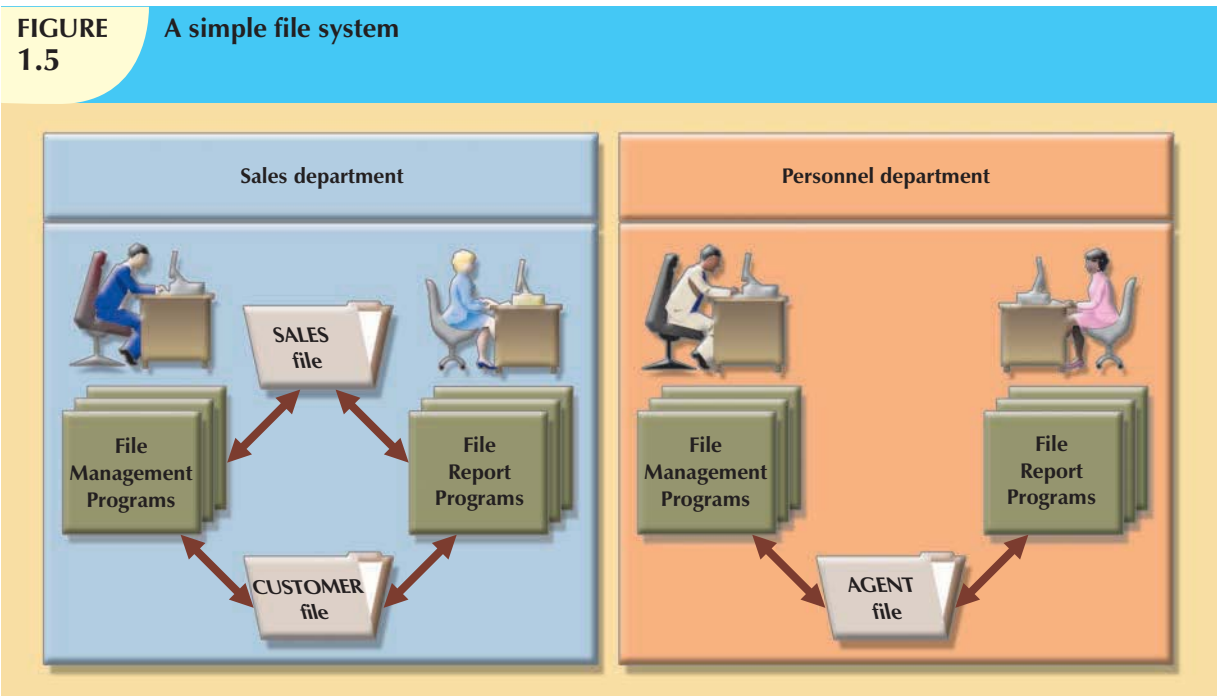 FIGURE
1.5
A simple file system
Sales department
SALES
file
File
Management
Programs
File
Report
Programs
CUSTOMER
file
Personnel department
File
Management
Programs
File
Report
Programs
AGENT
file